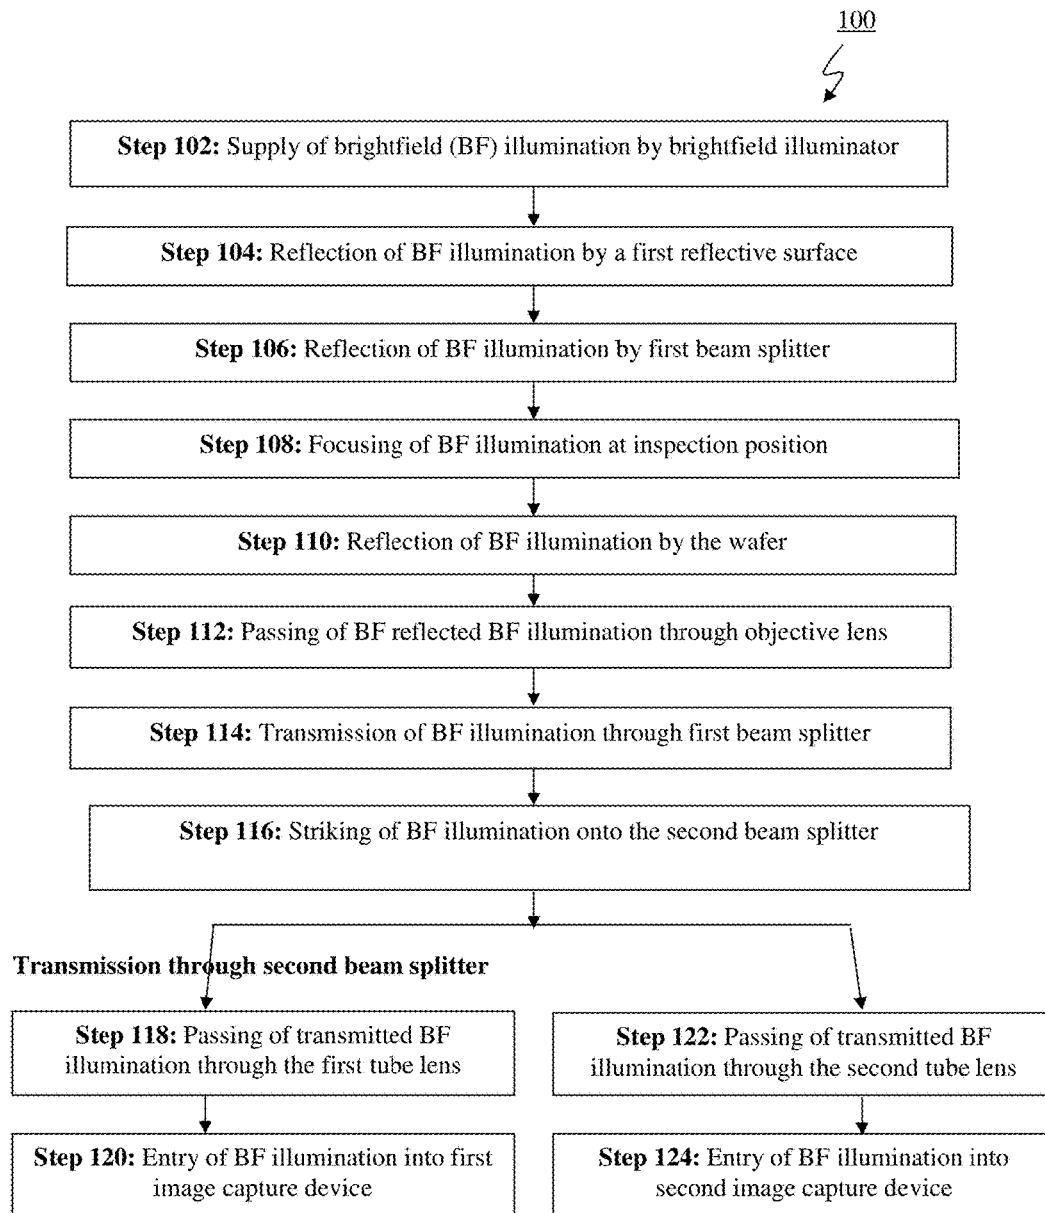 100
Step 102: Supply of brightfield (BF) illumination by brightfield illuminator
Step 104: Reflection of BF illumination by a first reflective surface
Step 106: Reflection of BF illumination by first beam splitter
Step 108: Focusing of BF illumination at inspection position
Step 110: Reflection of BF illumination by the wafer
Step 112: Passing of BF reflected BF illumination through objective lens
Step 114: Transmission of BF illumination through first beam splitter
Step 116: Striking of BF illumination onto the second beam splitter
Transmission through second beam splitter
Step 118: Passing of transmitted BF
illumination through the first tube lens
Step 122: Passing of transmitted BF
illumination through the second tube lens
Step 120: Entry of BF illumination into first
image capture device
Step 124: Entry of BF illumination into
second image capture device